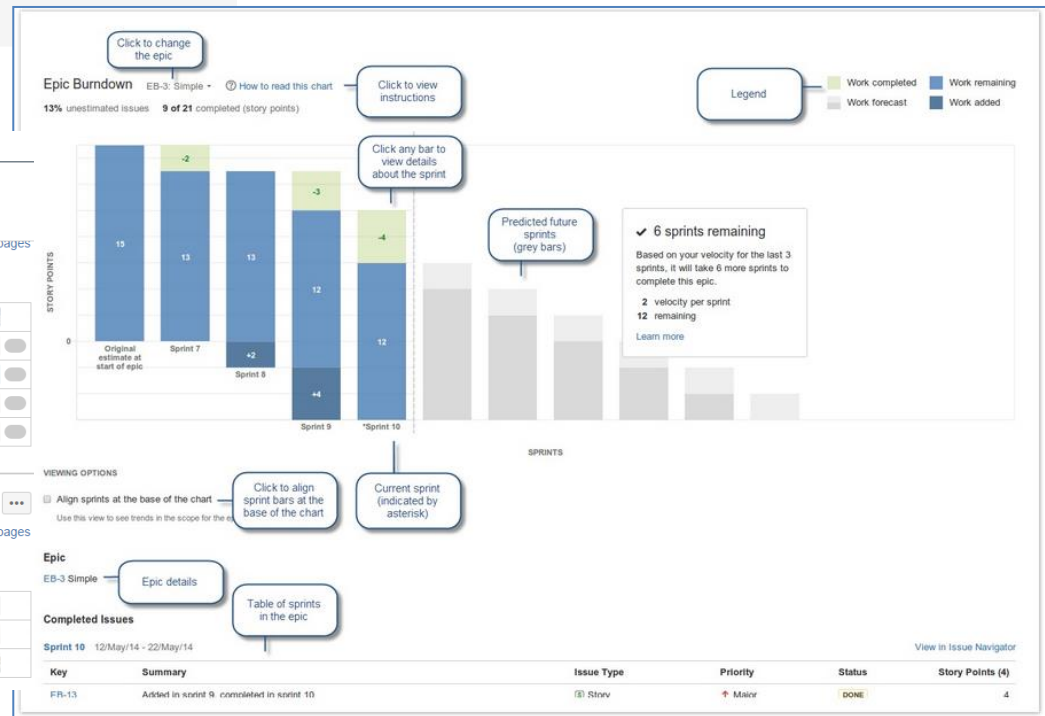 Click to change
the epic
Epic Burndown EB-3: Simple
How to read this chart
Click to view
instructions
Legend
Work completed
Work remaining
Work forecast
Work added
13% unestimated issues 9 of 21 completed (story points)
Click any bar to
view details
about the sprint
Predicted future
sprints
(grey bars)
6 sprints remaining
Based on your velocity for the last 3
sprints, it will take 6 more sprints to
complete this epic.
2 velocity per sprint
12 remaining
Learn more
STORY POINTS
0
15
-2
13
13
+2
-3
12
+4
-4
12
Original
estimate at
start of epic
Sprint 7
Sprint 8
Sprint 9
*Sprint 10
SPRINTS
VIEWING OPTIONS
Align sprints at the base of the chart
Use this view to see trends in the scope for the
Click to align
sprint bars at the
base of the chart
Current sprint
(indicated by
asterisk)
pages
pages
Epic
EB-3 Simple
Epic details
Table of sprints
in the epic
Completed Issues
Sprint 10 12/May/14 - 22/May/14
View in Issue Navigator
Key Summary Issue Type Priority Status Story Points (4)
EB-13 Added in sprint 9, completed in sprint 10 Story Major DONE 4